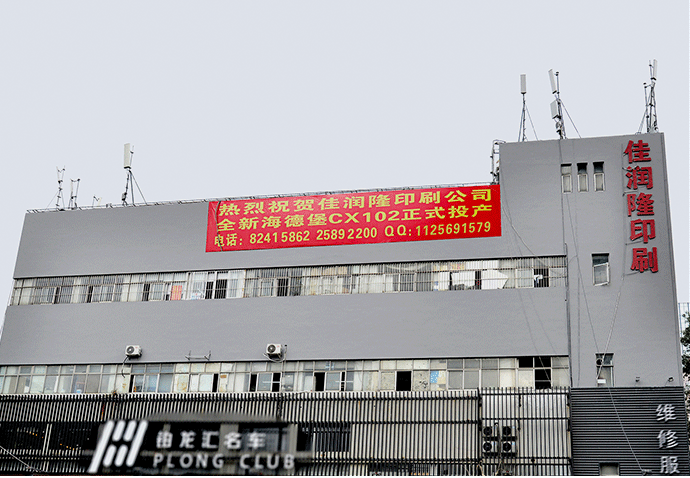 热烈祝贺佳润隆印刷公司
全新海德堡CX102正式投产
电话：82415862 25892200 QQ:1125691579
佳润隆印刷
铂龙汇名车
PLONG CLUB
维修服